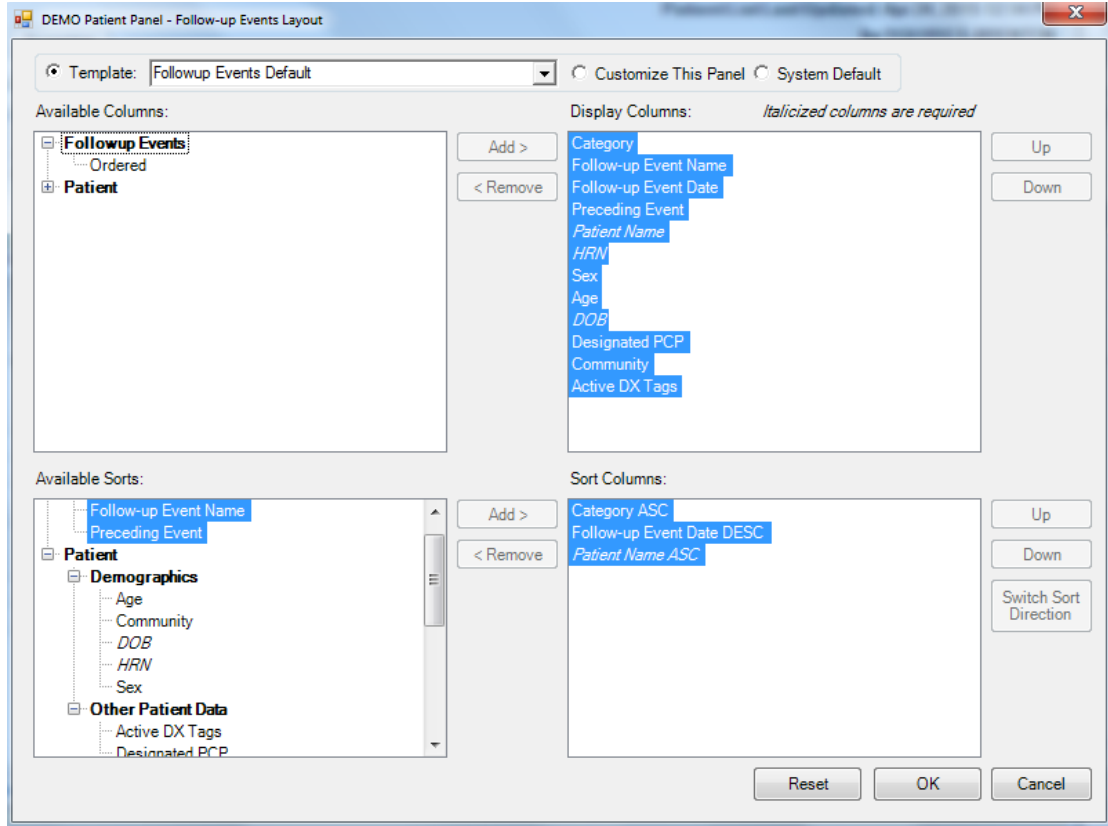 DEMO Patient Panel - Follow-up Events Layout
Template: Followup Events Default Customize This Panel System Default
Available Columns:
Followup Events
Ordered
Patient
Add >
< Remove
Display Columns: Italicized columns are required
Category
Follow-up Event Name
Follow-up Event Date
Preceding Event
Patient Name
HRN
Sex
Age
DOB
Designated PCP
Community
Active DX Tags
Up
Down
Available Sorts:
Follow-up Event Name
Preceding Event
Patient
Demographics
Age
Community
DOB
HRN
Sex
Other Patient Data
Active DX Tags
Designated PCP
Add >
< Remove
Sort Columns:
Category ASC
Follow-up Event Date DESC
Patient Name ASC
Up
Down
Switch Sort
Direction
Reset OK Cancel